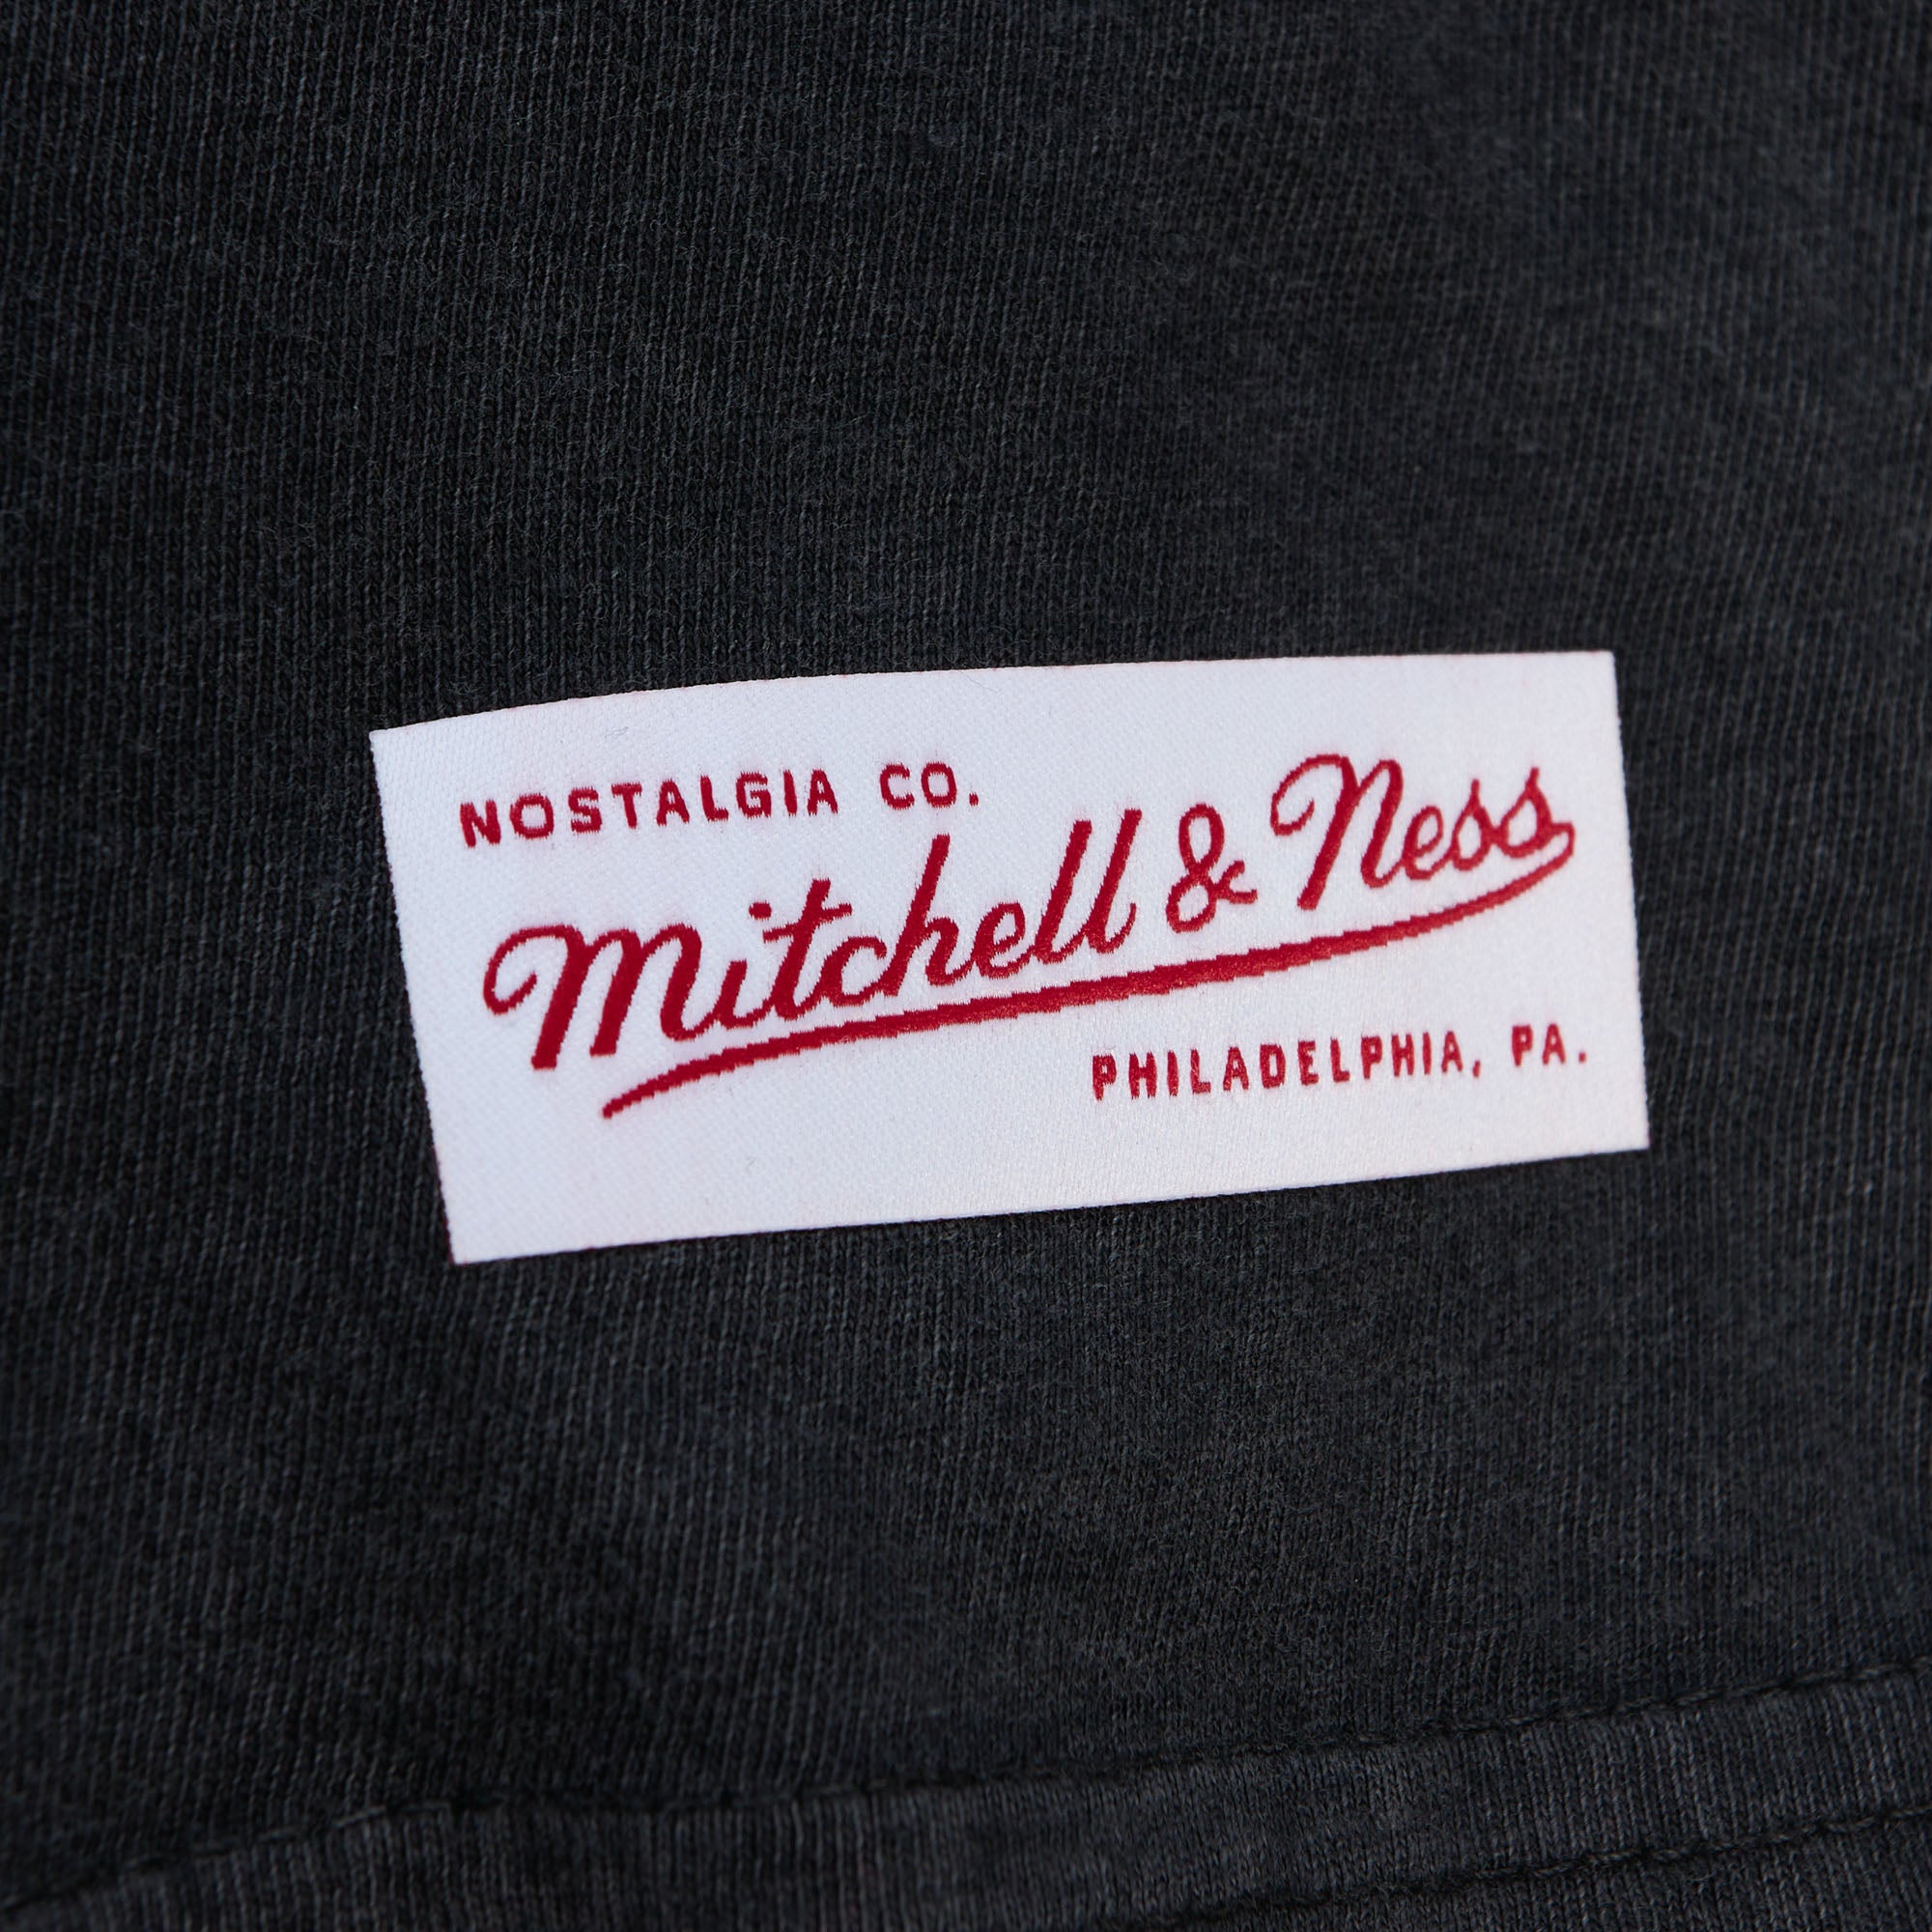 NOSTALGIA CO.
Mitchell & Ness
PHILADELPHIA, PA.